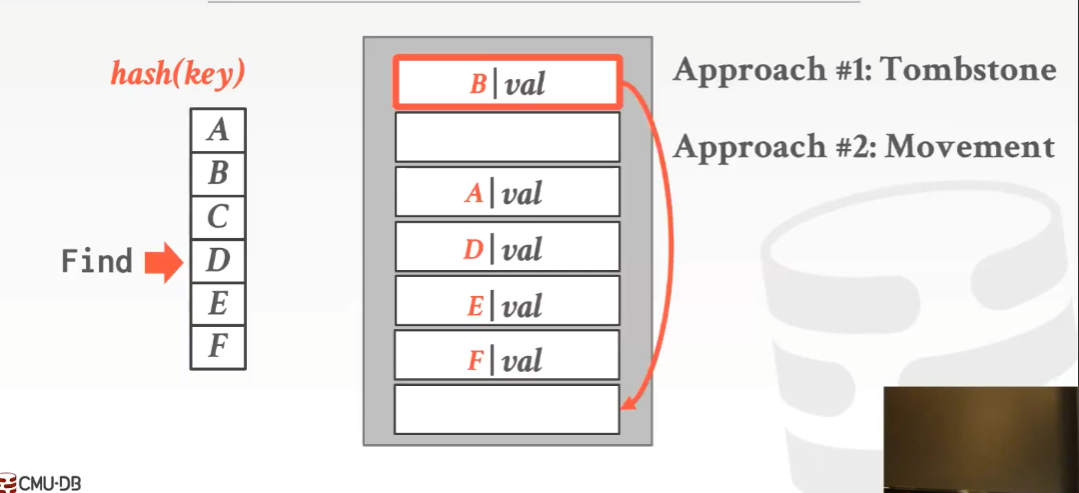 hash(key)
A
B
C
Find D
E
F
B|val
A|val
D|val
E|val
F|val
Approach #1: Tombstone
Approach #2: Movement
CMU·DB